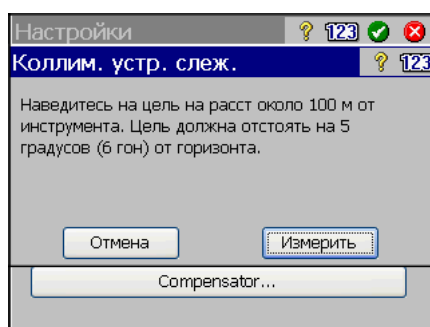 Настройки ? 123
Коллим. устр. слеж. ? 123
Наведитесь на цель на расст около 100 м от
инструмента. Цель должна отстоять на 5
градусов (6 гон) от горизонта.
Отмена Измерить
Compensator...